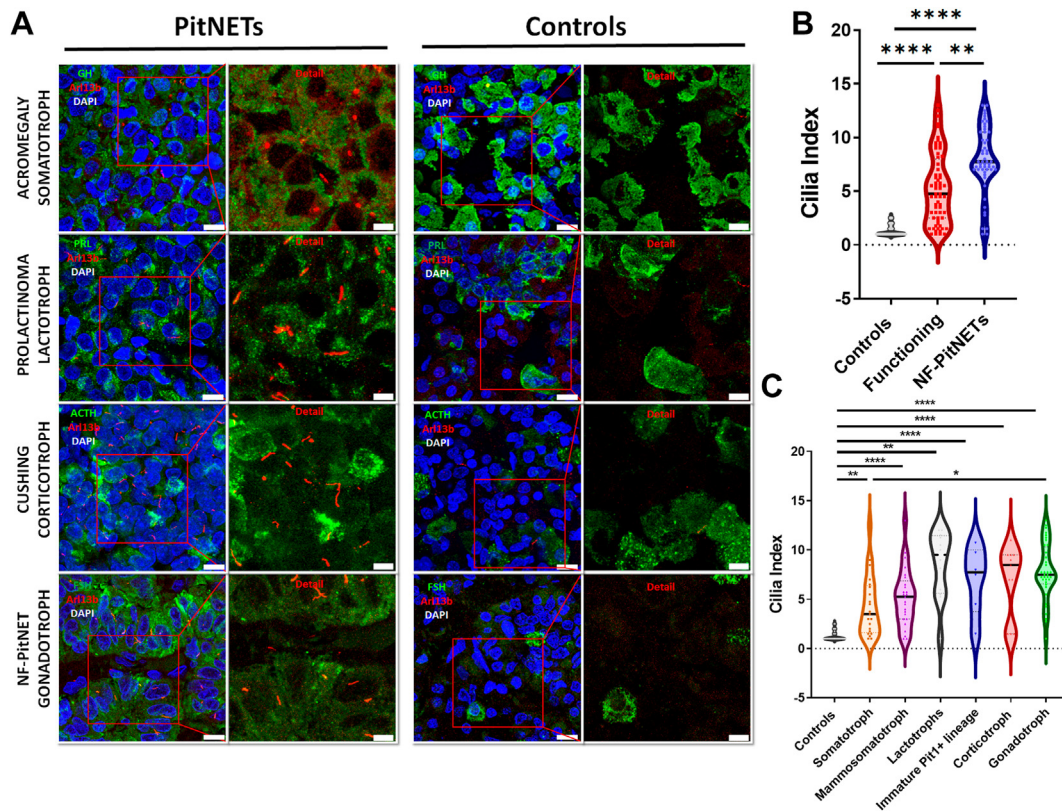 A
PitNETs
Controls
ACROMEGALY
SOMATOTROPH
GH
Arl13b
DAPI
Detail
GH
Arl13b
DAPI
Detail
PROLACTINOMA
LACTOTROPH
PRL
Arl13b
DAPI
Detail
PRL
Arl13b
DAPI
Detail
CUSHING
CORTICOTROPH
ACTH
Arl13b
DAPI
Detail
ACTH
Arl13b
DAPI
Detail
NF-PitNET
GONADOTROPH
FSH
Arl13b
DAPI
Detail
FSH
Arl13b
DAPI
Detail
B
Cilia Index
20
15
10
5
0
-5
****
**** **
Controls
Functioning
NF-PitNETs
C
Cilia Index
20
15
10
5
0
-5
****
****
****
**
****
** *
Controls
Somatotroph
Mammosomatotroph
Lactotrophs
Immature Pit1+ lineage
Corticotroph
Gonadotroph